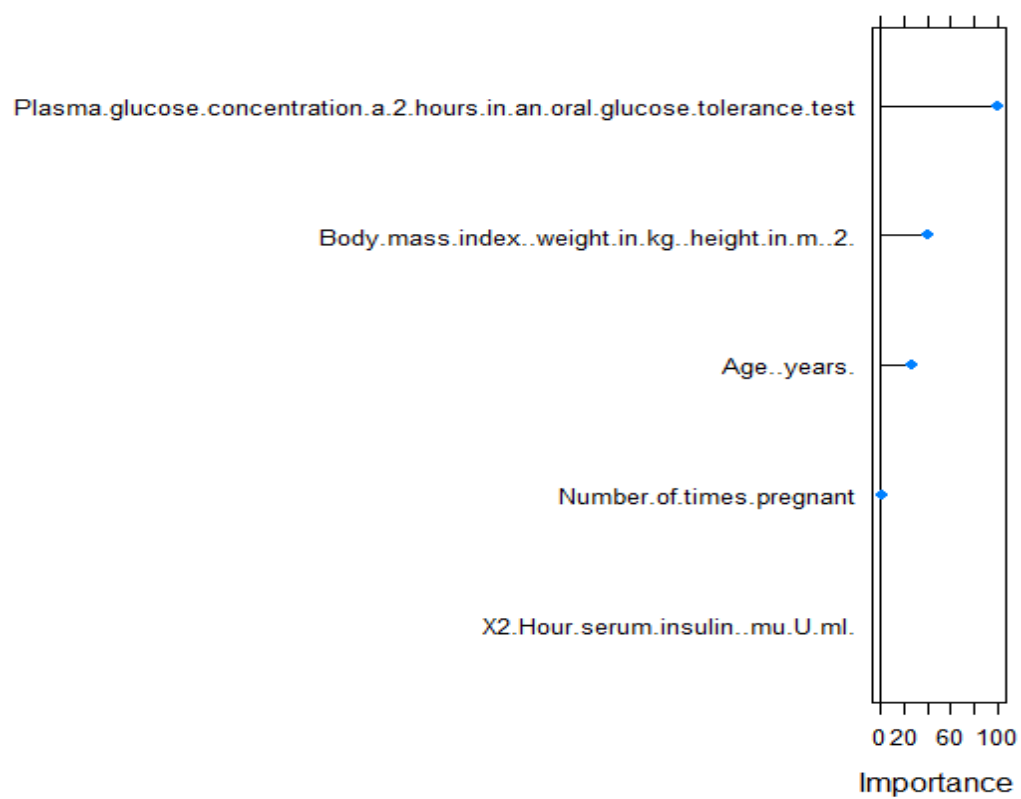 Plasma.glucose.concentration.a.2.hours.in.an.oral.glucose.tolerance.test
Body.mass.index..weight.in.kg..height.in.m..2.
Age..years.
Number.of.times.pregnant
X2.Hour.serum.insulin..mu.U.ml.
0 20 60 100
Importance